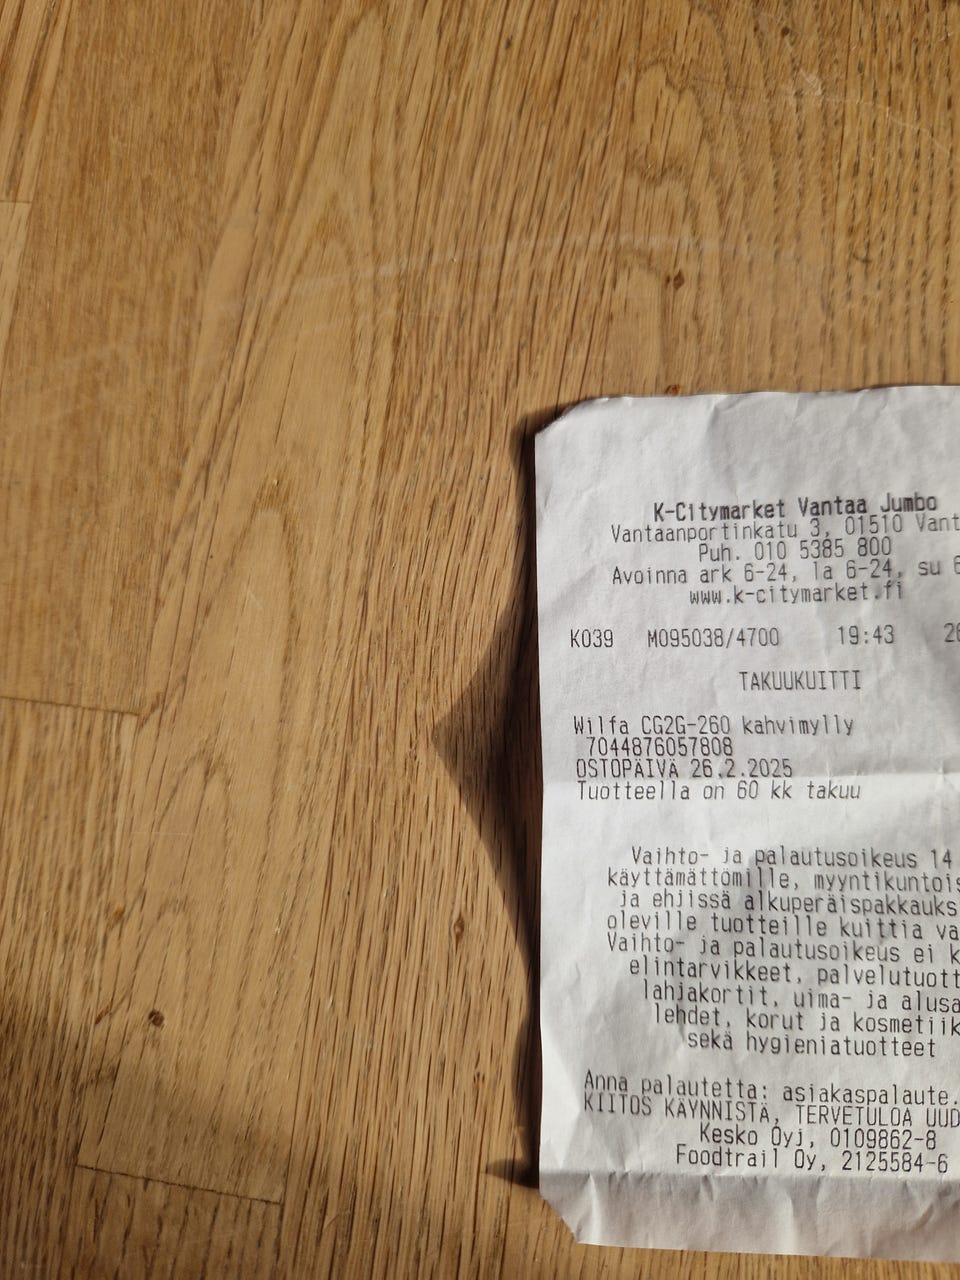 K-Citymarket Vantaa Jumbo
Vantaanportinkatu 3, 01510
Puh. 010 5385 800
Avoinna ark 6-24, la 6-24, su
www.k-citymarket.fi
K039 M095038/4700 19:43
TAKUUKUITTI
Wilfa CG2G-260 kahvimylly
7044876057808
OSTOPÄIVÄ 26.2.2025
Tuotteella on 60 kk takuu
Vaihto- ja palautusoikeus 14
käyttämättömille,
ja ehjissä
oleville tuotteille kuittia
Vaihto- ja palautusoikeus ei
elintarvikkeet,
lahjakortit, uima- ja
lehdet, korut ja
sekä hygieniatuotteet
Anna palautetta: asiakaspalaute.
KIITOS KÄYNNISTÄ, TERVETULOA
Kesko Oyj, 0109862-8
Foodtrail Oy, 2125584-6